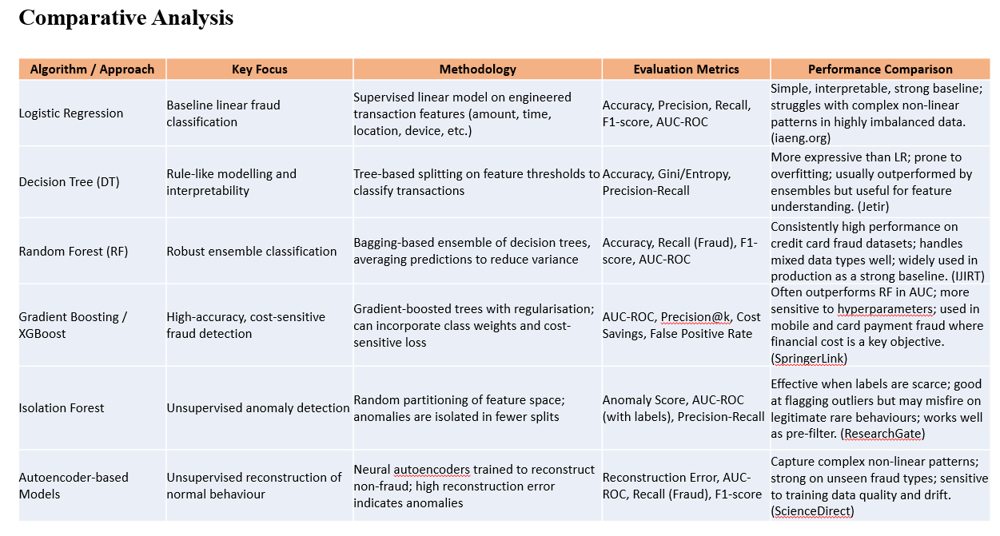 Comparative Analysis
Algorithm / Approach
Key Focus
Methodology
Evaluation Metrics
Performance Comparison
Logistic Regression
Baseline linear fraud
classification
Supervised linear model on engineered
transaction features (amount, time,
location, device, etc.)
Accuracy, Precision, Recall,
F1-score, AUC-ROC
Simple, interpretable, strong baseline;
struggles with complex non-linear
patterns in highly imbalanced data.
(iaeng.org)
Decision Tree (DT)
Rule-like modelling and
interpretability
Tree-based splitting on feature thresholds to
classify transactions
Accuracy, Gini/Entropy,
Precision-Recall
More expressive than LR; prone to
overfitting; usually outperformed by
ensembles but useful for feature
understanding. (Jetir)
Random Forest (RF)
Robust ensemble classification
Bagging-based ensemble of decision trees,
averaging predictions to reduce variance
Accuracy, Recall (Fraud), F1-
score, AUC-ROC
Consistently high performance on
credit card fraud datasets; handles
mixed data types well; widely used in
production as a strong baseline. (IJIRT)
Gradient Boosting /
XGBoost
High-accuracy, cost-sensitive
fraud detection
Gradient-boosted trees with regularisation;
can incorporate class weights and cost-
sensitive loss
AUC-ROC, Precision@k, Cost
Savings, False Positive Rate
Often outperforms RF in AUC; more
sensitive to hyperparameters; used in
mobile and card payment fraud where
financial cost is a key objective.
(SpringerLink)
Isolation Forest
Unsupervised anomaly detection
Random partitioning of feature space;
anomalies are isolated in fewer splits
Anomaly Score, AUC-ROC
(with labels), Precision-Recall
Effective when labels are scarce; good
at flagging outliers but may misfire on
legitimate rare behaviours; works well
as pre-filter. (ResearchGate)
Autoencoder-based
Models
Unsupervised reconstruction of
normal behaviour
Neural autoencoders trained to reconstruct
non-fraud; high reconstruction error
indicates anomalies
Reconstruction Error, AUC-
ROC, Recall (Fraud), F1-score
Capture complex non-linear patterns;
strong on unseen fraud types; sensitive
to training data quality and drift.
(ScienceDirect)